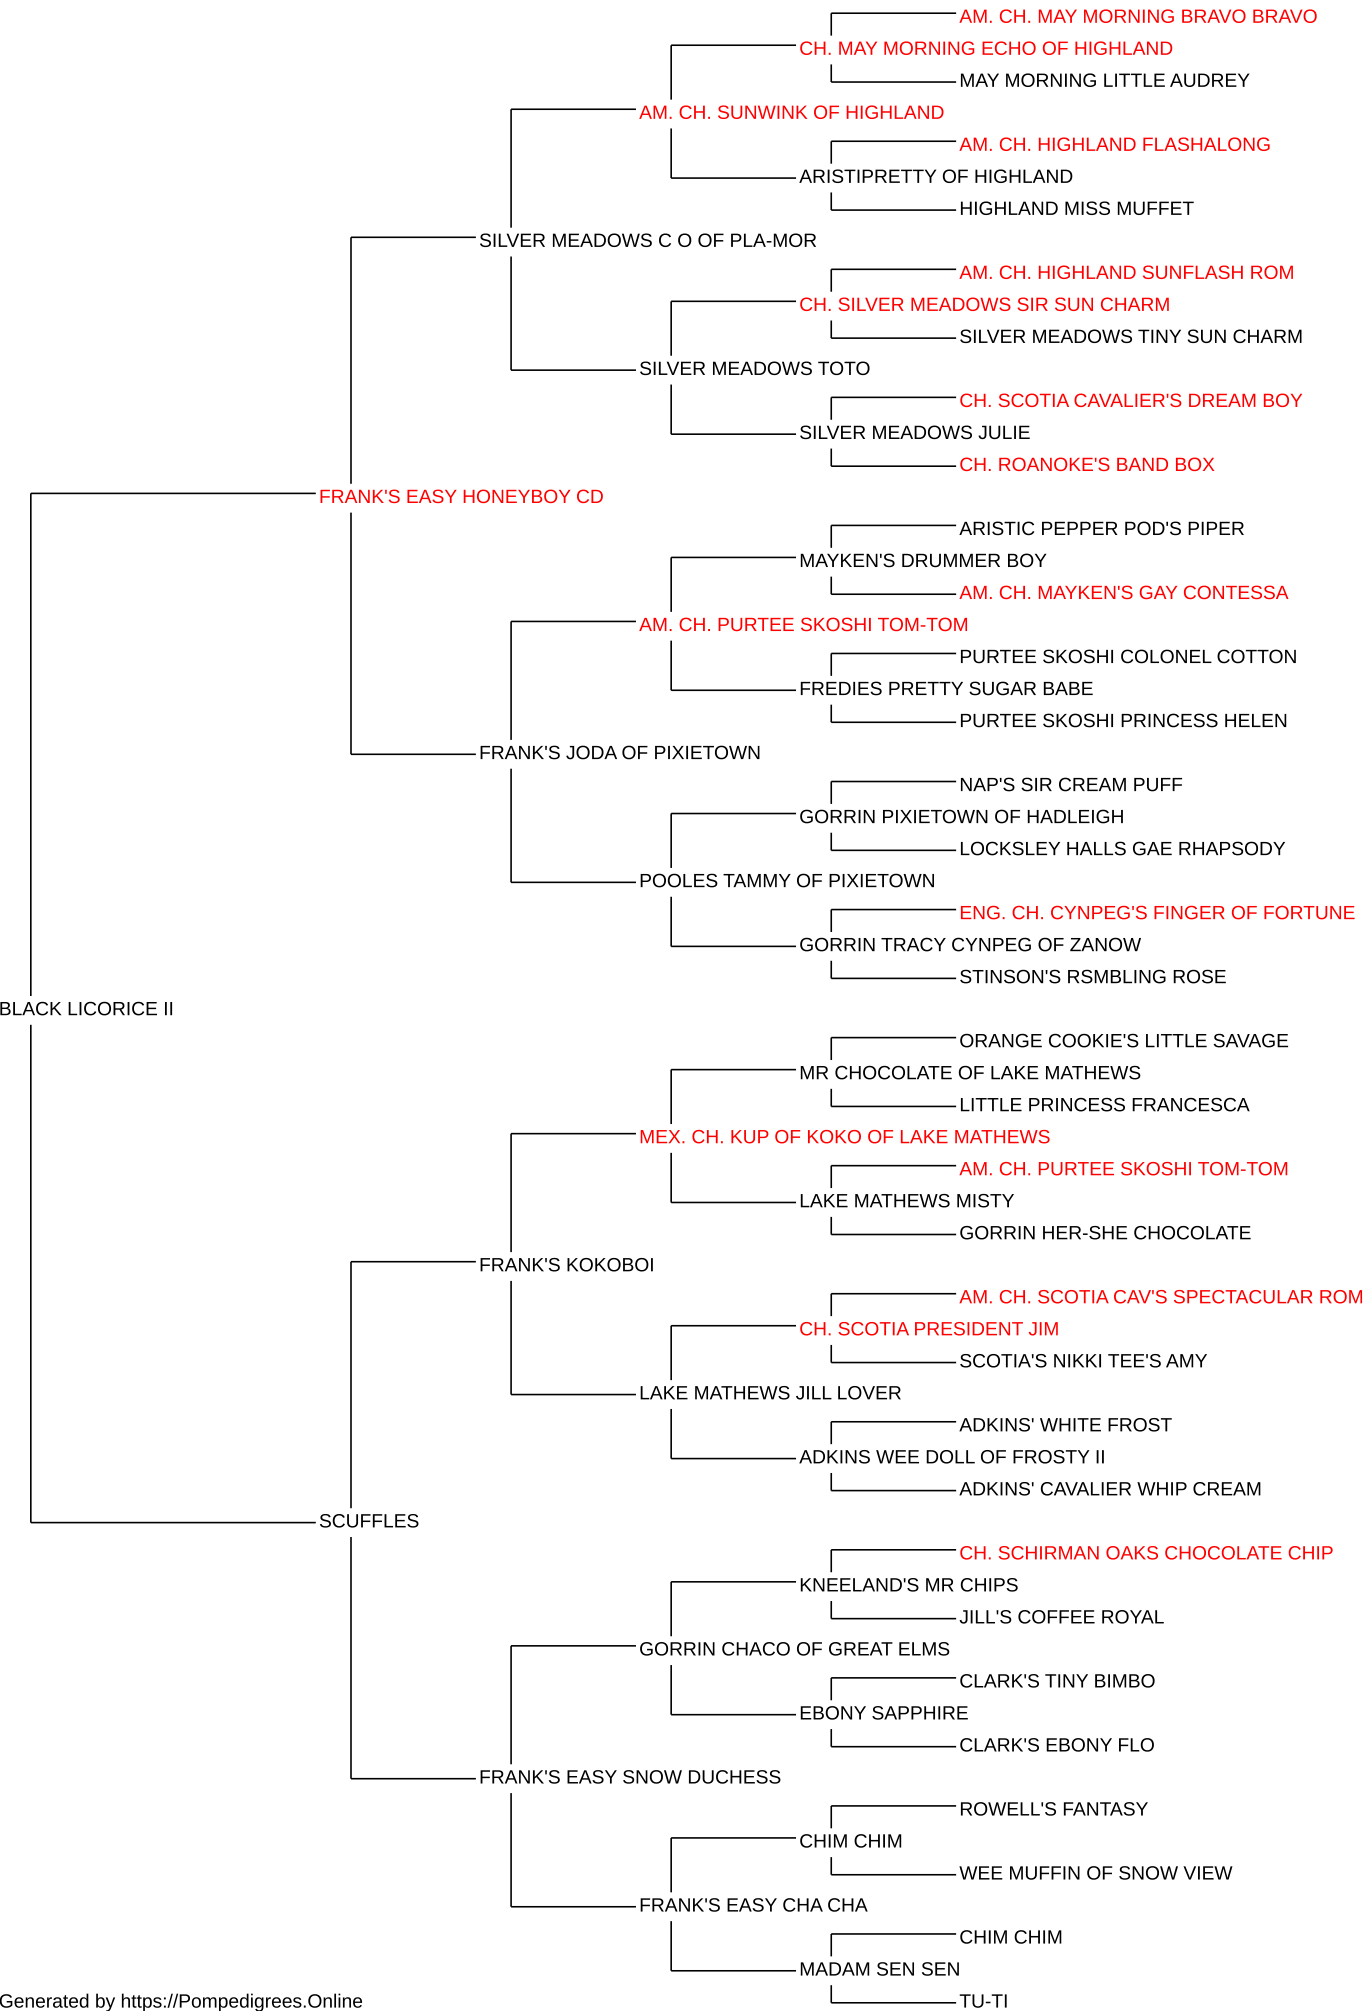 AM. CH. MAY MORNING BRAVO BRAVO
CH. MAY MORNING ECHO OF HIGHLAND
MAY MORNING LITTLE AUDREY
AM. CH. SUNWINK OF HIGHLAND
AM. CH. HIGHLAND FLASHALONG
ARISTIPRETTY OF HIGHLAND
HIGHLAND MISS MUFFET
SILVER MEADOWS C O OF PLA-MOR
AM. CH. HIGHLAND SUNFLASH ROM
CH. SILVER MEADOWS SIR SUN CHARM
SILVER MEADOWS TINY SUN CHARM
SILVER MEADOWS TOTO
CH. SCOTIA CAVALIER'S DREAM BOY
SILVER MEADOWS JULIE
CH. ROANOKE'S BAND BOX
FRANK'S EASY HONEYBOY CD
ARISTIC PEPPER POD'S PIPER
MAYKEN'S DRUMMER BOY
AM. CH. MAYKEN'S GAY CONTESSA
AM. CH. PURTEE SKOSHI TOM-TOM
PURTEE SKOSHI COLONEL COTTON
FREDIES PRETTY SUGAR BABE
PURTEE SKOSHI PRINCESS HELEN
FRANK'S JODA OF PIXIETOWN
NAP'S SIR CREAM PUFF
GORRIN PIXIETOWN OF HADLEIGH
LOCKSLEY HALLS GAE RHAPSODY
POOLES TAMMY OF PIXIETOWN
ENG. CH. CYNPEG'S FINGER OF FORTUNE
GORRIN TRACY CYNPEG OF ZANOW
STINSON'S RSMBLING ROSE
BLACK LICORICE II
ORANGE COOKIE'S LITTLE SAVAGE
MR CHOCOLATE OF LAKE MATHEWS
LITTLE PRINCESS FRANCESCA
MEX. CH. KUP OF KOKO OF LAKE MATHEWS
AM. CH. PURTEE SKOSHI TOM-TOM
LAKE MATHEWS MISTY
GORRIN HER-SHE CHOCOLATE
FRANK'S KOKOBOI
AM. CH. SCOTIA CAV'S SPECTACULAR ROM
CH. SCOTIA PRESIDENT JIM
SCOTIA'S NIKKI TEE'S AMY
LAKE MATHEWS JILL LOVER
ADKINS' WHITE FROST
ADKINS WEE DOLL OF FROSTY II
ADKINS' CAVALIER WHIP CREAM
SCUFFLES
CH. SCHIRMAN OAKS CHOCOLATE CHIP
KNEELAND'S MR CHIPS
JILL'S COFFEE ROYAL
GORRIN CHACO OF GREAT ELMS
CLARK'S TINY BIMBO
EBONY SAPPHIRE
CLARK'S EBONY FLO
FRANK'S EASY SNOW DUCHESS
ROWELL'S FANTASY
CHIM CHIM
WEE MUFFIN OF SNOW VIEW
FRANK'S EASY CHA CHA
CHIM CHIM
MADAM SEN SEN
TU-TI
Generated by https://Pompedigrees.Online